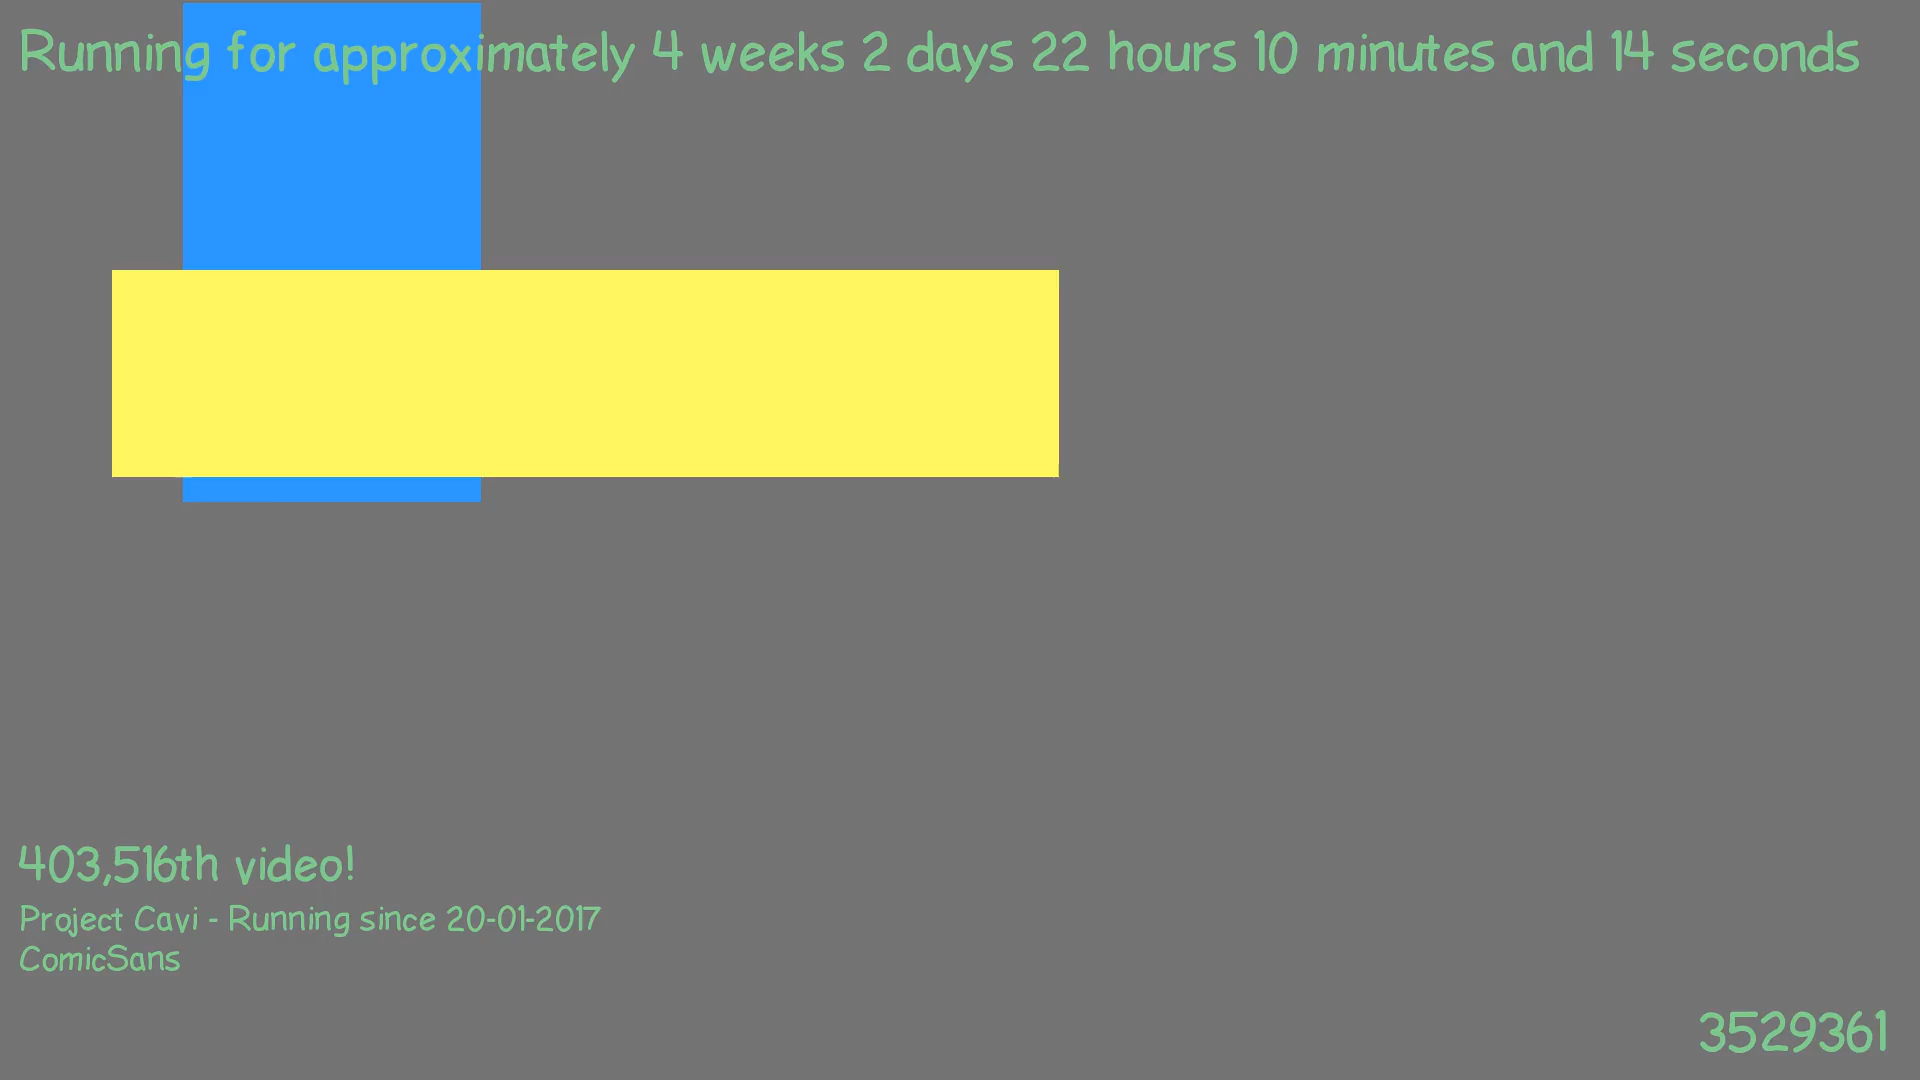 Running for approximately 4 weeks 2 days 22 hours 10 minutes and 14 seconds
403,516th video!
Project Cavi - Running since 20-01-2017
ComicSans
3529361